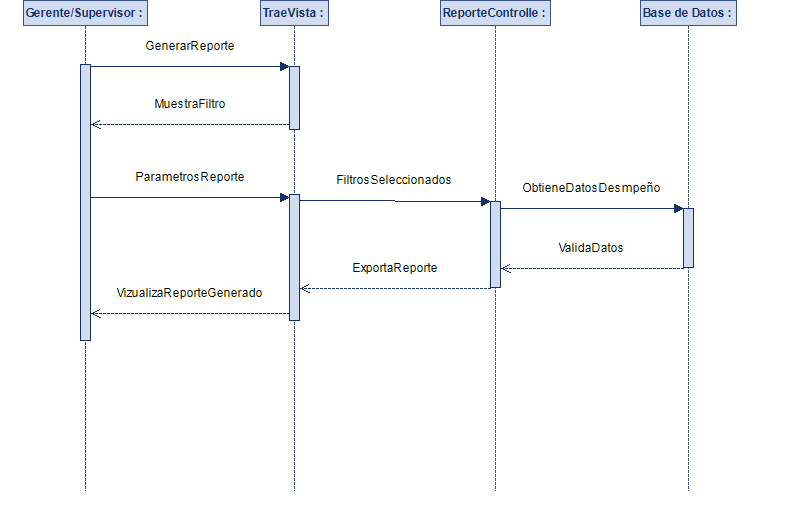 Gerente/Supervisor :
TraeVista :
ReporteControlle :
Base de Datos :
GenerarReporte
MuestraFiltro
ParametrosReporte
FiltrosSeleccionados
ObtieneDatosDesmpeño
ValidaDatos
ExportaReporte
VizualizaReporteGenerado